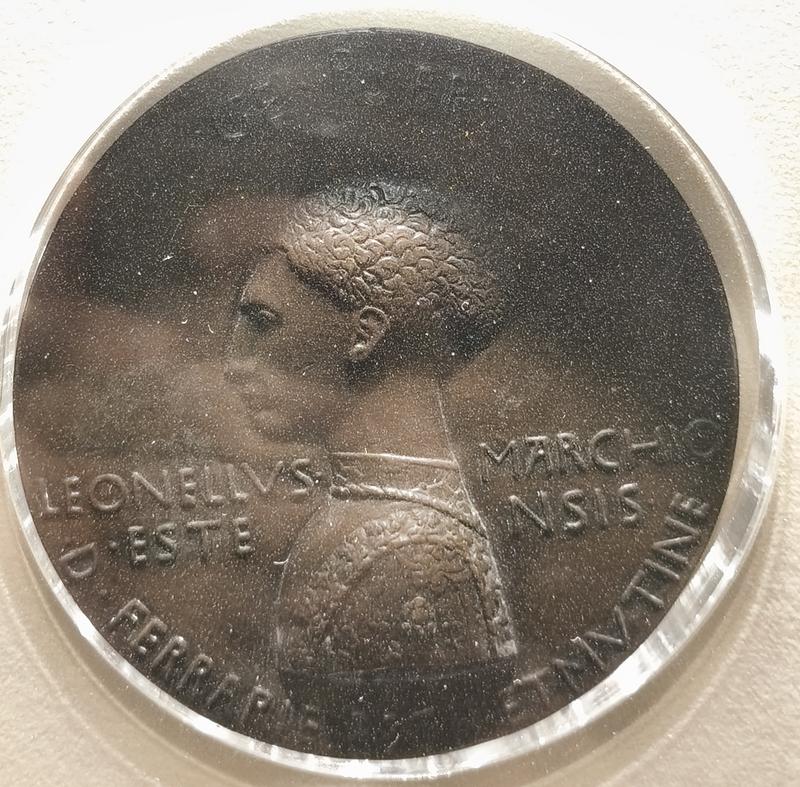 LEONELLVS· MARCHIO
·ESTE NSIS·
D·FERRARIE
ET MVTINE